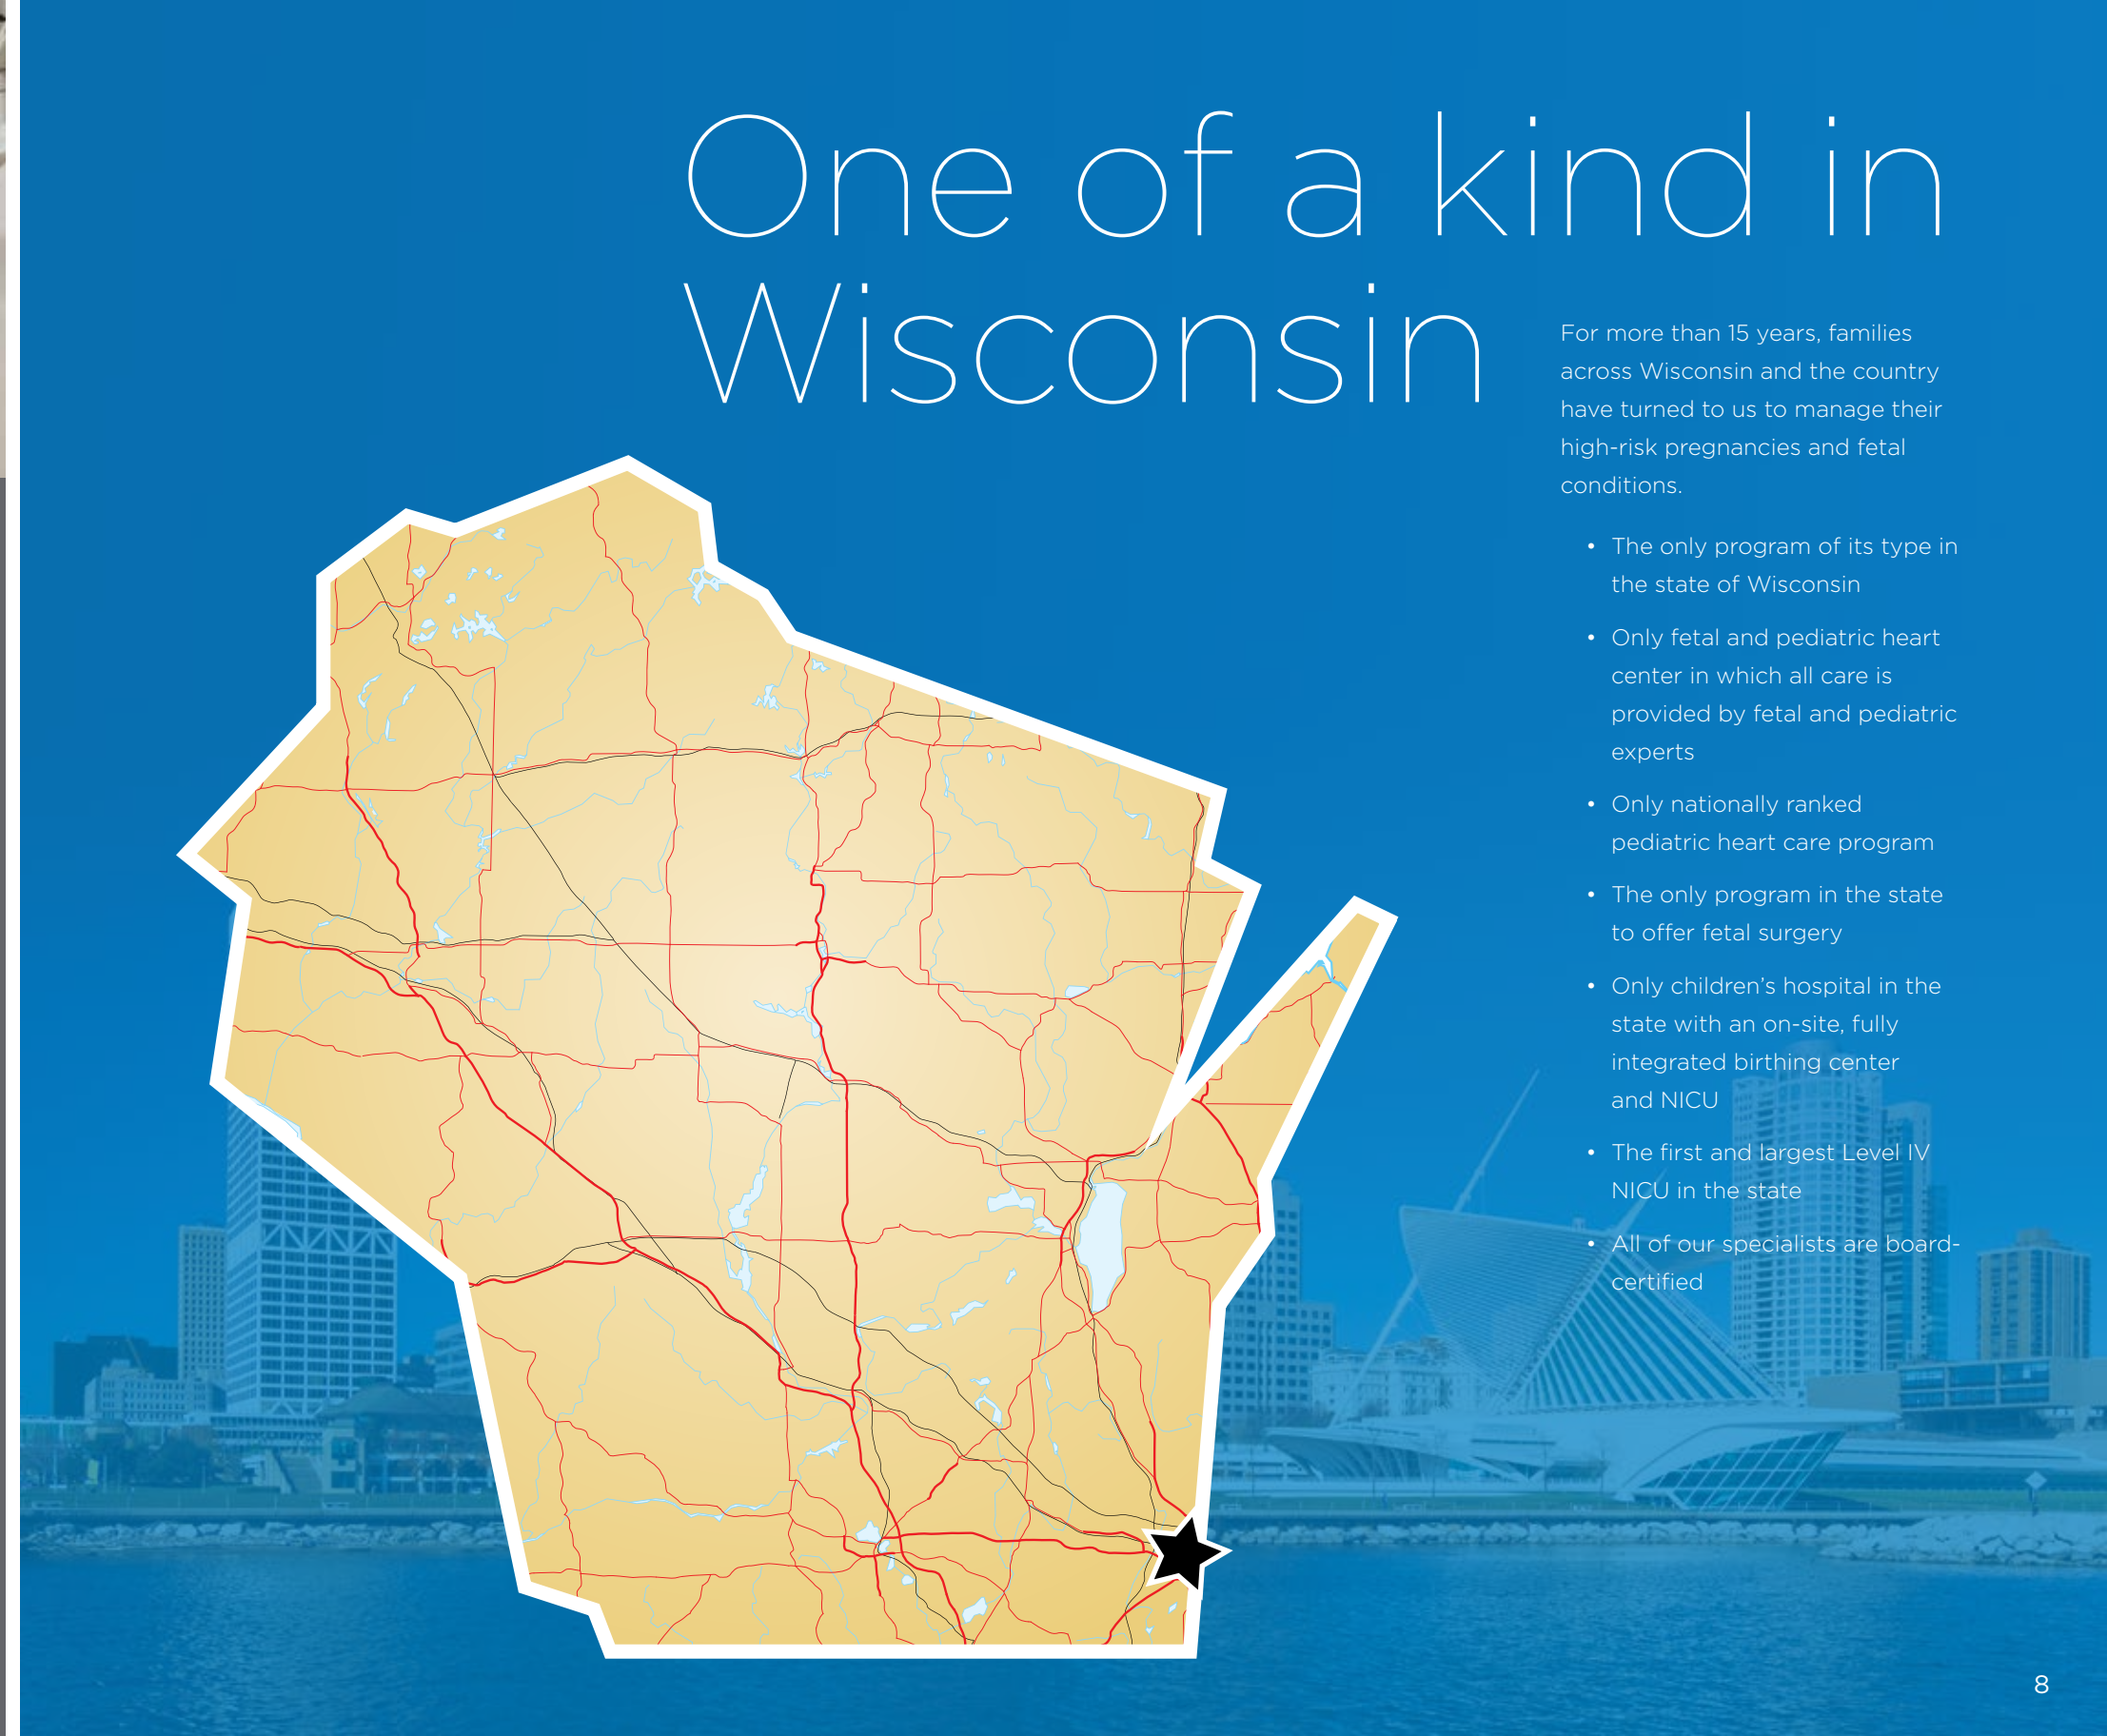 One of a kind in
Wisconsin
For more than 15 years, families
across Wisconsin and the country
have turned to us to manage their
high-risk pregnancies and fetal
conditions.
• The only program of its type in
the state of Wisconsin
• Only fetal and pediatric heart
center in which all care is
provided by fetal and pediatric
experts
• Only nationally ranked
pediatric heart care program
• The only program in the state
to offer fetal surgery
• Only children’s hospital in the
state with an on-site, fully
integrated birthing center
and NICU
• The first and largest Level IV
NICU in the state
• All of our specialists are board-
certified
8